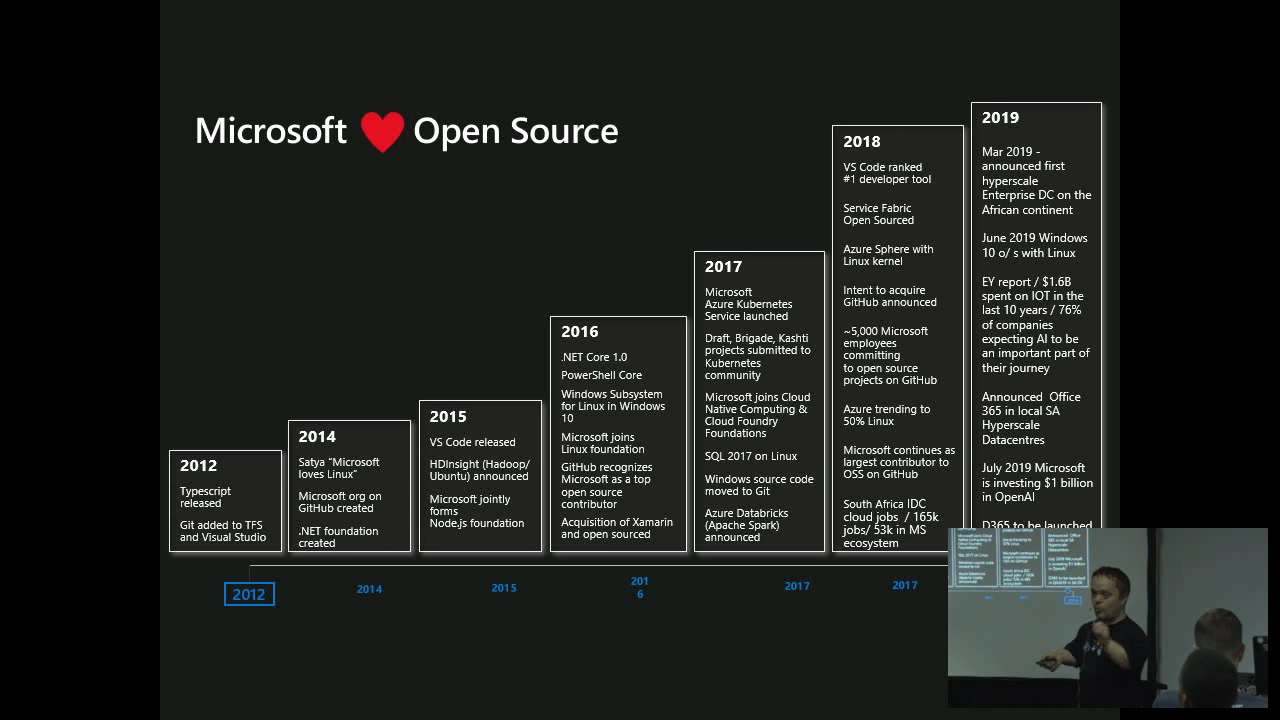 Microsoft ❤ Open Source
2012
Typescript
released
Git added to TFS
and Visual Studio
2014
Satya “Microsoft
loves Linux”
Microsoft org on
GitHub created
.NET foundation
created
2015
VS Code released
HDInsight (Hadoop/
Ubuntu) announced
Microsoft jointly
forms
Node.js foundation
2016
.NET Core 1.0
PowerShell Core
Windows Subsystem
for Linux in Windows
10
Microsoft joins
Linux foundation
GitHub recognizes
Microsoft as a top
open source
contributor
Acquisition of Xamarin
and open sourced
2017
Microsoft
Azure Kubernetes
Service launched
Draft, Brigade, Kashti
projects submitted to
Kubernetes
community
Microsoft joins Cloud
Native Computing &
Cloud Foundry
Foundations
SQL 2017 on Linux
Windows source code
moved to Git
Azure Databricks
(Apache Spark)
announced
2018
VS Code ranked
#1 developer tool
Service Fabric
Open Sourced
Azure Sphere with
Linux kernel
Intent to acquire
GitHub announced
~5,000 Microsoft
employees
committing
to open source
projects on GitHub
Azure trending to
50% Linux
Microsoft continues as
largest contributor to
OSS on GitHub
South Africa IDC
cloud jobs / 165k
jobs/ 53k in MS
ecosystem
2019
Mar 2019 -
announced first
hyperscale
Enterprise DC on the
African continent
June 2019 Windows
10 o/ s with Linux
EY report / $1.6B
spent on IOT in the
last 10 years / 76%
of companies
expecting AI to be
an important part of
their journey
Announced Office
365 in local SA
Hyperscale
Datacentres
July 2019 Microsoft
is investing $1 billion
in OpenAI
D365 to be launched
2012
2014
2015
201
6
2017
2017